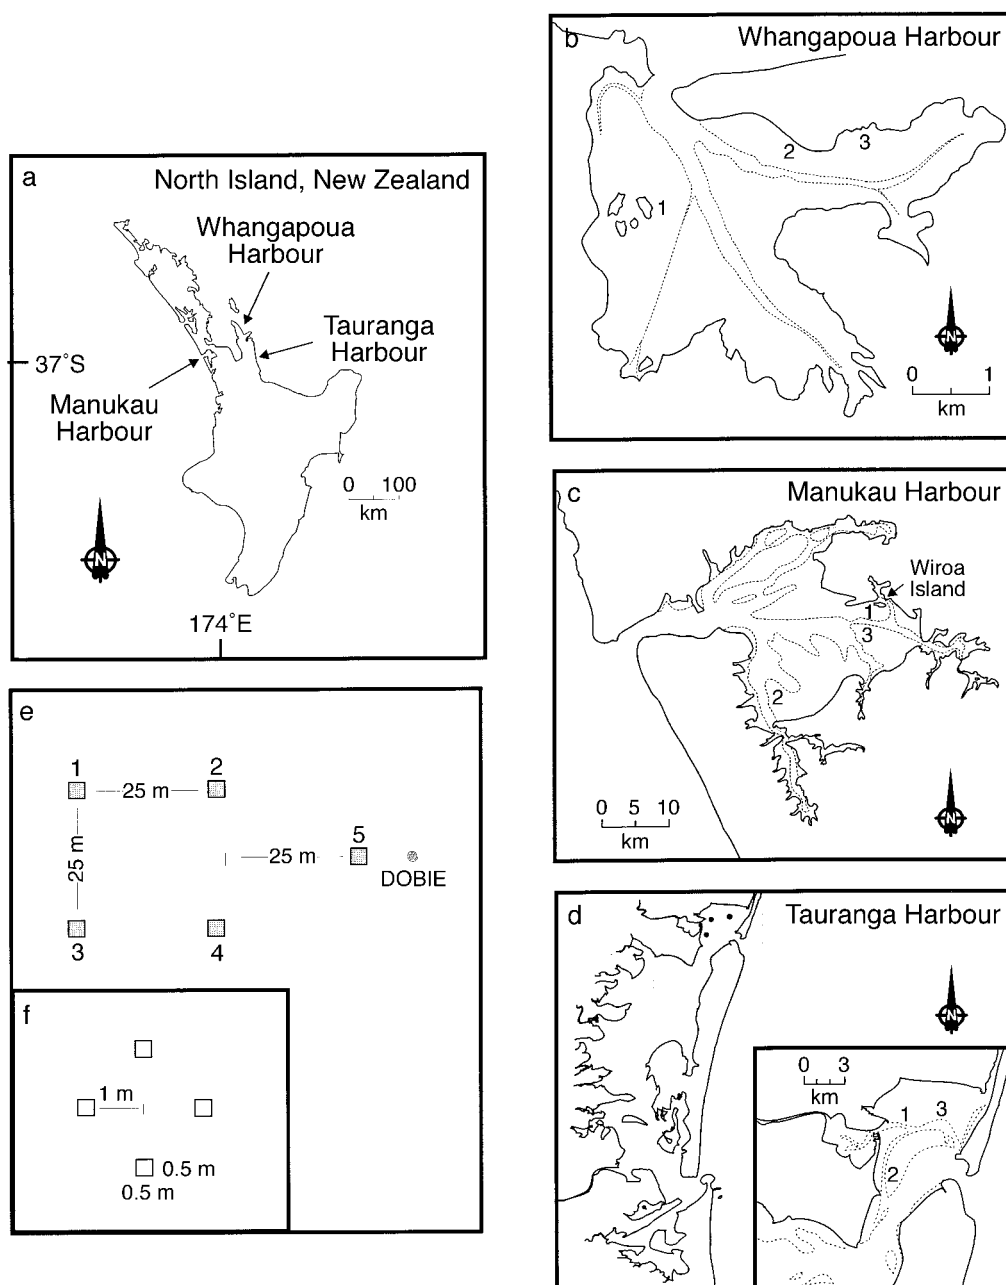 a
North Island, New Zealand
Whangapoua
Harbour
Tauranga
Harbour
37°S
Manukau
Harbour
0 100
km
N
174°E
b
Whangapoua Harbour
1
2
3
N
0 1
km
c
Manukau Harbour
Wiroa
Island
1
3
2
0 5 10
km
N
d
Tauranga Harbour
N
0 3
km
1
3
2
e
1
2
25 m
25 m
5
25 m
DOBIE
3
4
f
1 m
0.5 m
0.5 m